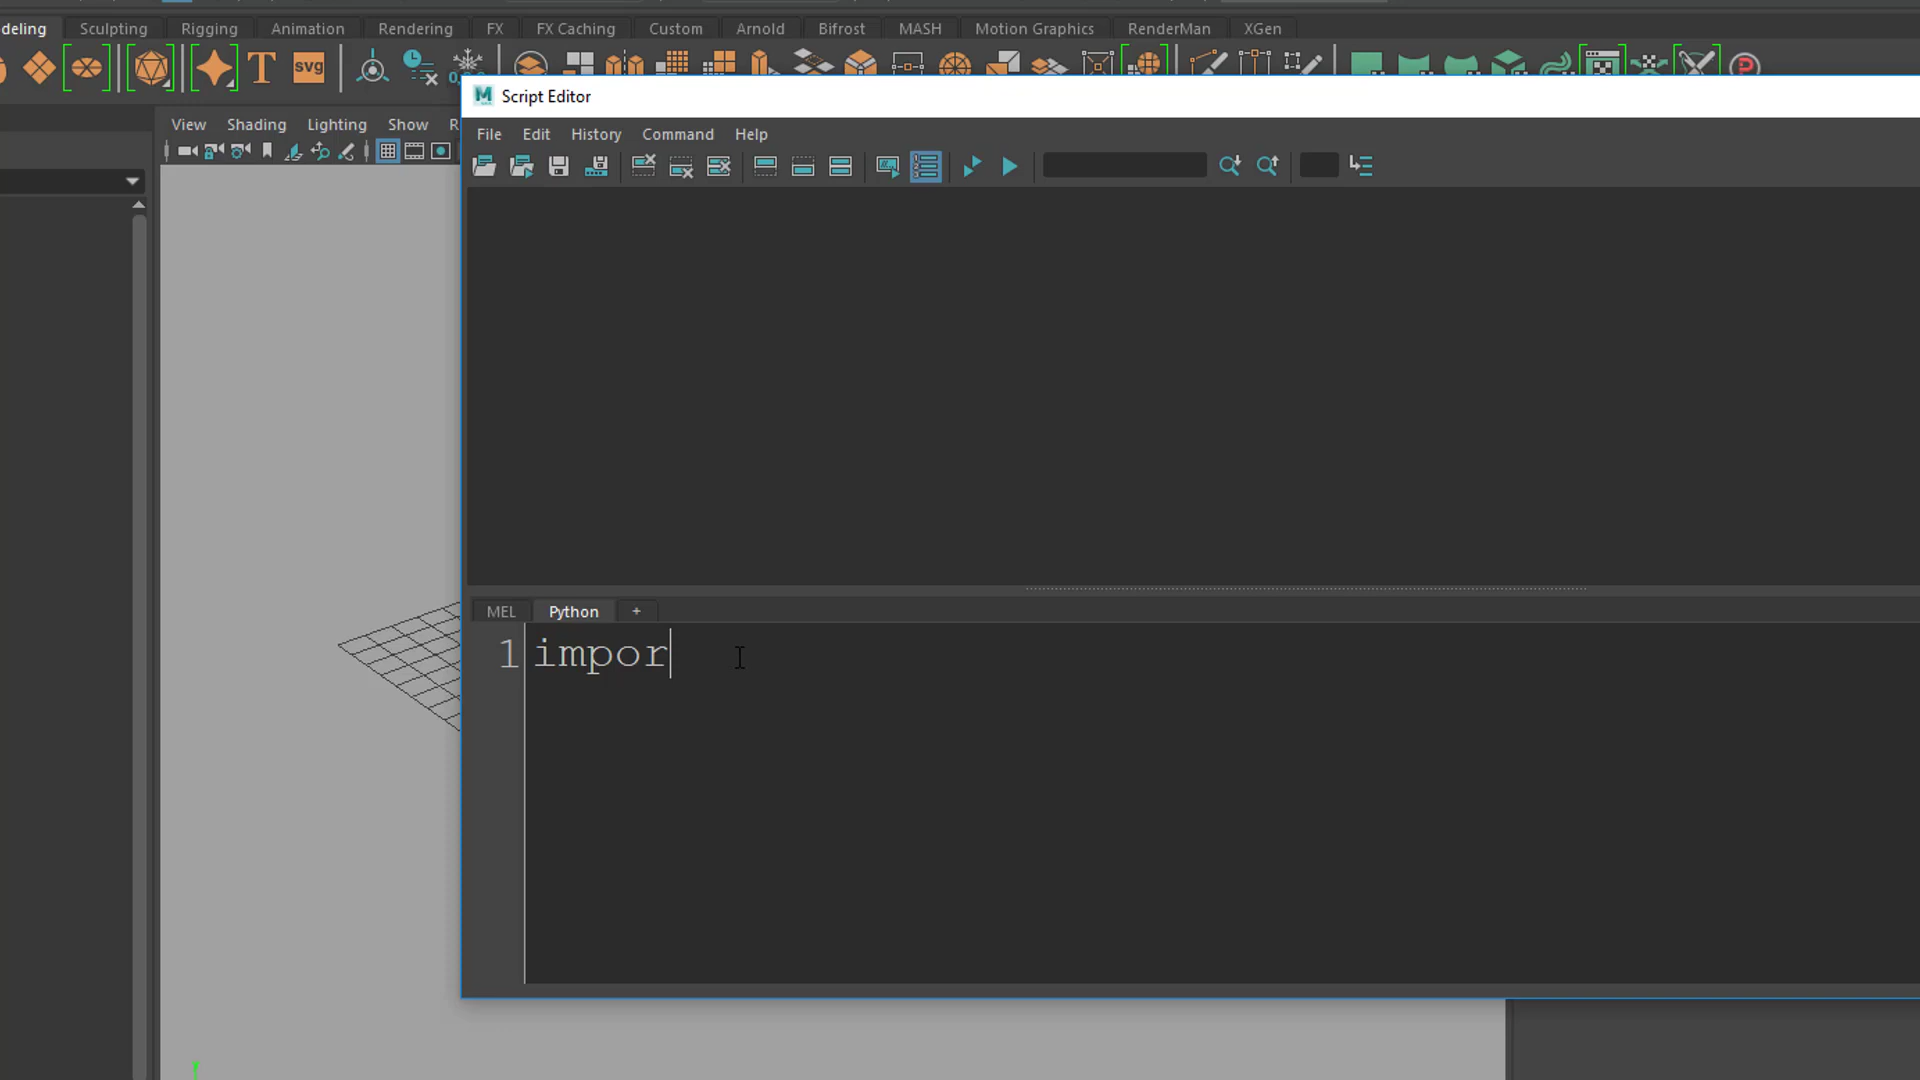 deling Sculpting Rigging Animation Rendering FX FX Caching Custom Arnold Bifrost MASH Motion Graphics RenderMan XGen
T svg
M Script Editor
View Shading Lighting Show R
File Edit History Command Help
MEL Python +
1 impor